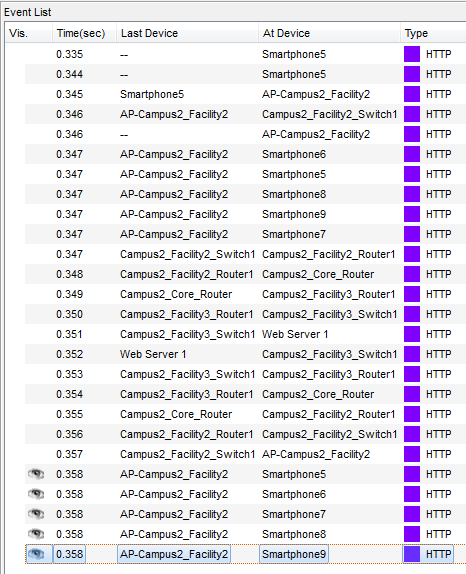 Event List
Vis. Time(sec) Last Device At Device Type
0.335 -- Smartphone5 HTTP
0.344 -- Smartphone5 HTTP
0.345 Smartphone5 AP-Campus2_Facility2 HTTP
0.346 AP-Campus2_Facility2 Campus2_Facility2_Switch1 HTTP
0.346 -- AP-Campus2_Facility2 HTTP
0.347 AP-Campus2_Facility2 Smartphone6 HTTP
0.347 AP-Campus2_Facility2 Smartphone5 HTTP
0.347 AP-Campus2_Facility2 Smartphone8 HTTP
0.347 AP-Campus2_Facility2 Smartphone9 HTTP
0.347 AP-Campus2_Facility2 Smartphone7 HTTP
0.347 Campus2_Facility2_Switch1 Campus2_Facility2_Router1 HTTP
0.348 Campus2_Facility2_Router1 Campus2_Core_Router HTTP
0.349 Campus2_Core_Router Campus2_Facility3_Router1 HTTP
0.350 Campus2_Facility3_Router1 Campus2_Facility3_Switch1 HTTP
0.351 Campus2_Facility3_Switch1 Web Server 1 HTTP
0.352 Web Server 1 Campus2_Facility3_Switch1 HTTP
0.353 Campus2_Facility3_Switch1 Campus2_Facility3_Router1 HTTP
0.354 Campus2_Facility3_Router1 Campus2_Core_Router HTTP
0.355 Campus2_Core_Router Campus2_Facility2_Router1 HTTP
0.356 Campus2_Facility2_Router1 Campus2_Facility2_Switch1 HTTP
0.357 Campus2_Facility2_Switch1 AP-Campus2_Facility2 HTTP
0.358 AP-Campus2_Facility2 Smartphone5 HTTP
0.358 AP-Campus2_Facility2 Smartphone6 HTTP
0.358 AP-Campus2_Facility2 Smartphone7 HTTP
0.358 AP-Campus2_Facility2 Smartphone8 HTTP
0.358 AP-Campus2_Facility2 Smartphone9 HTTP